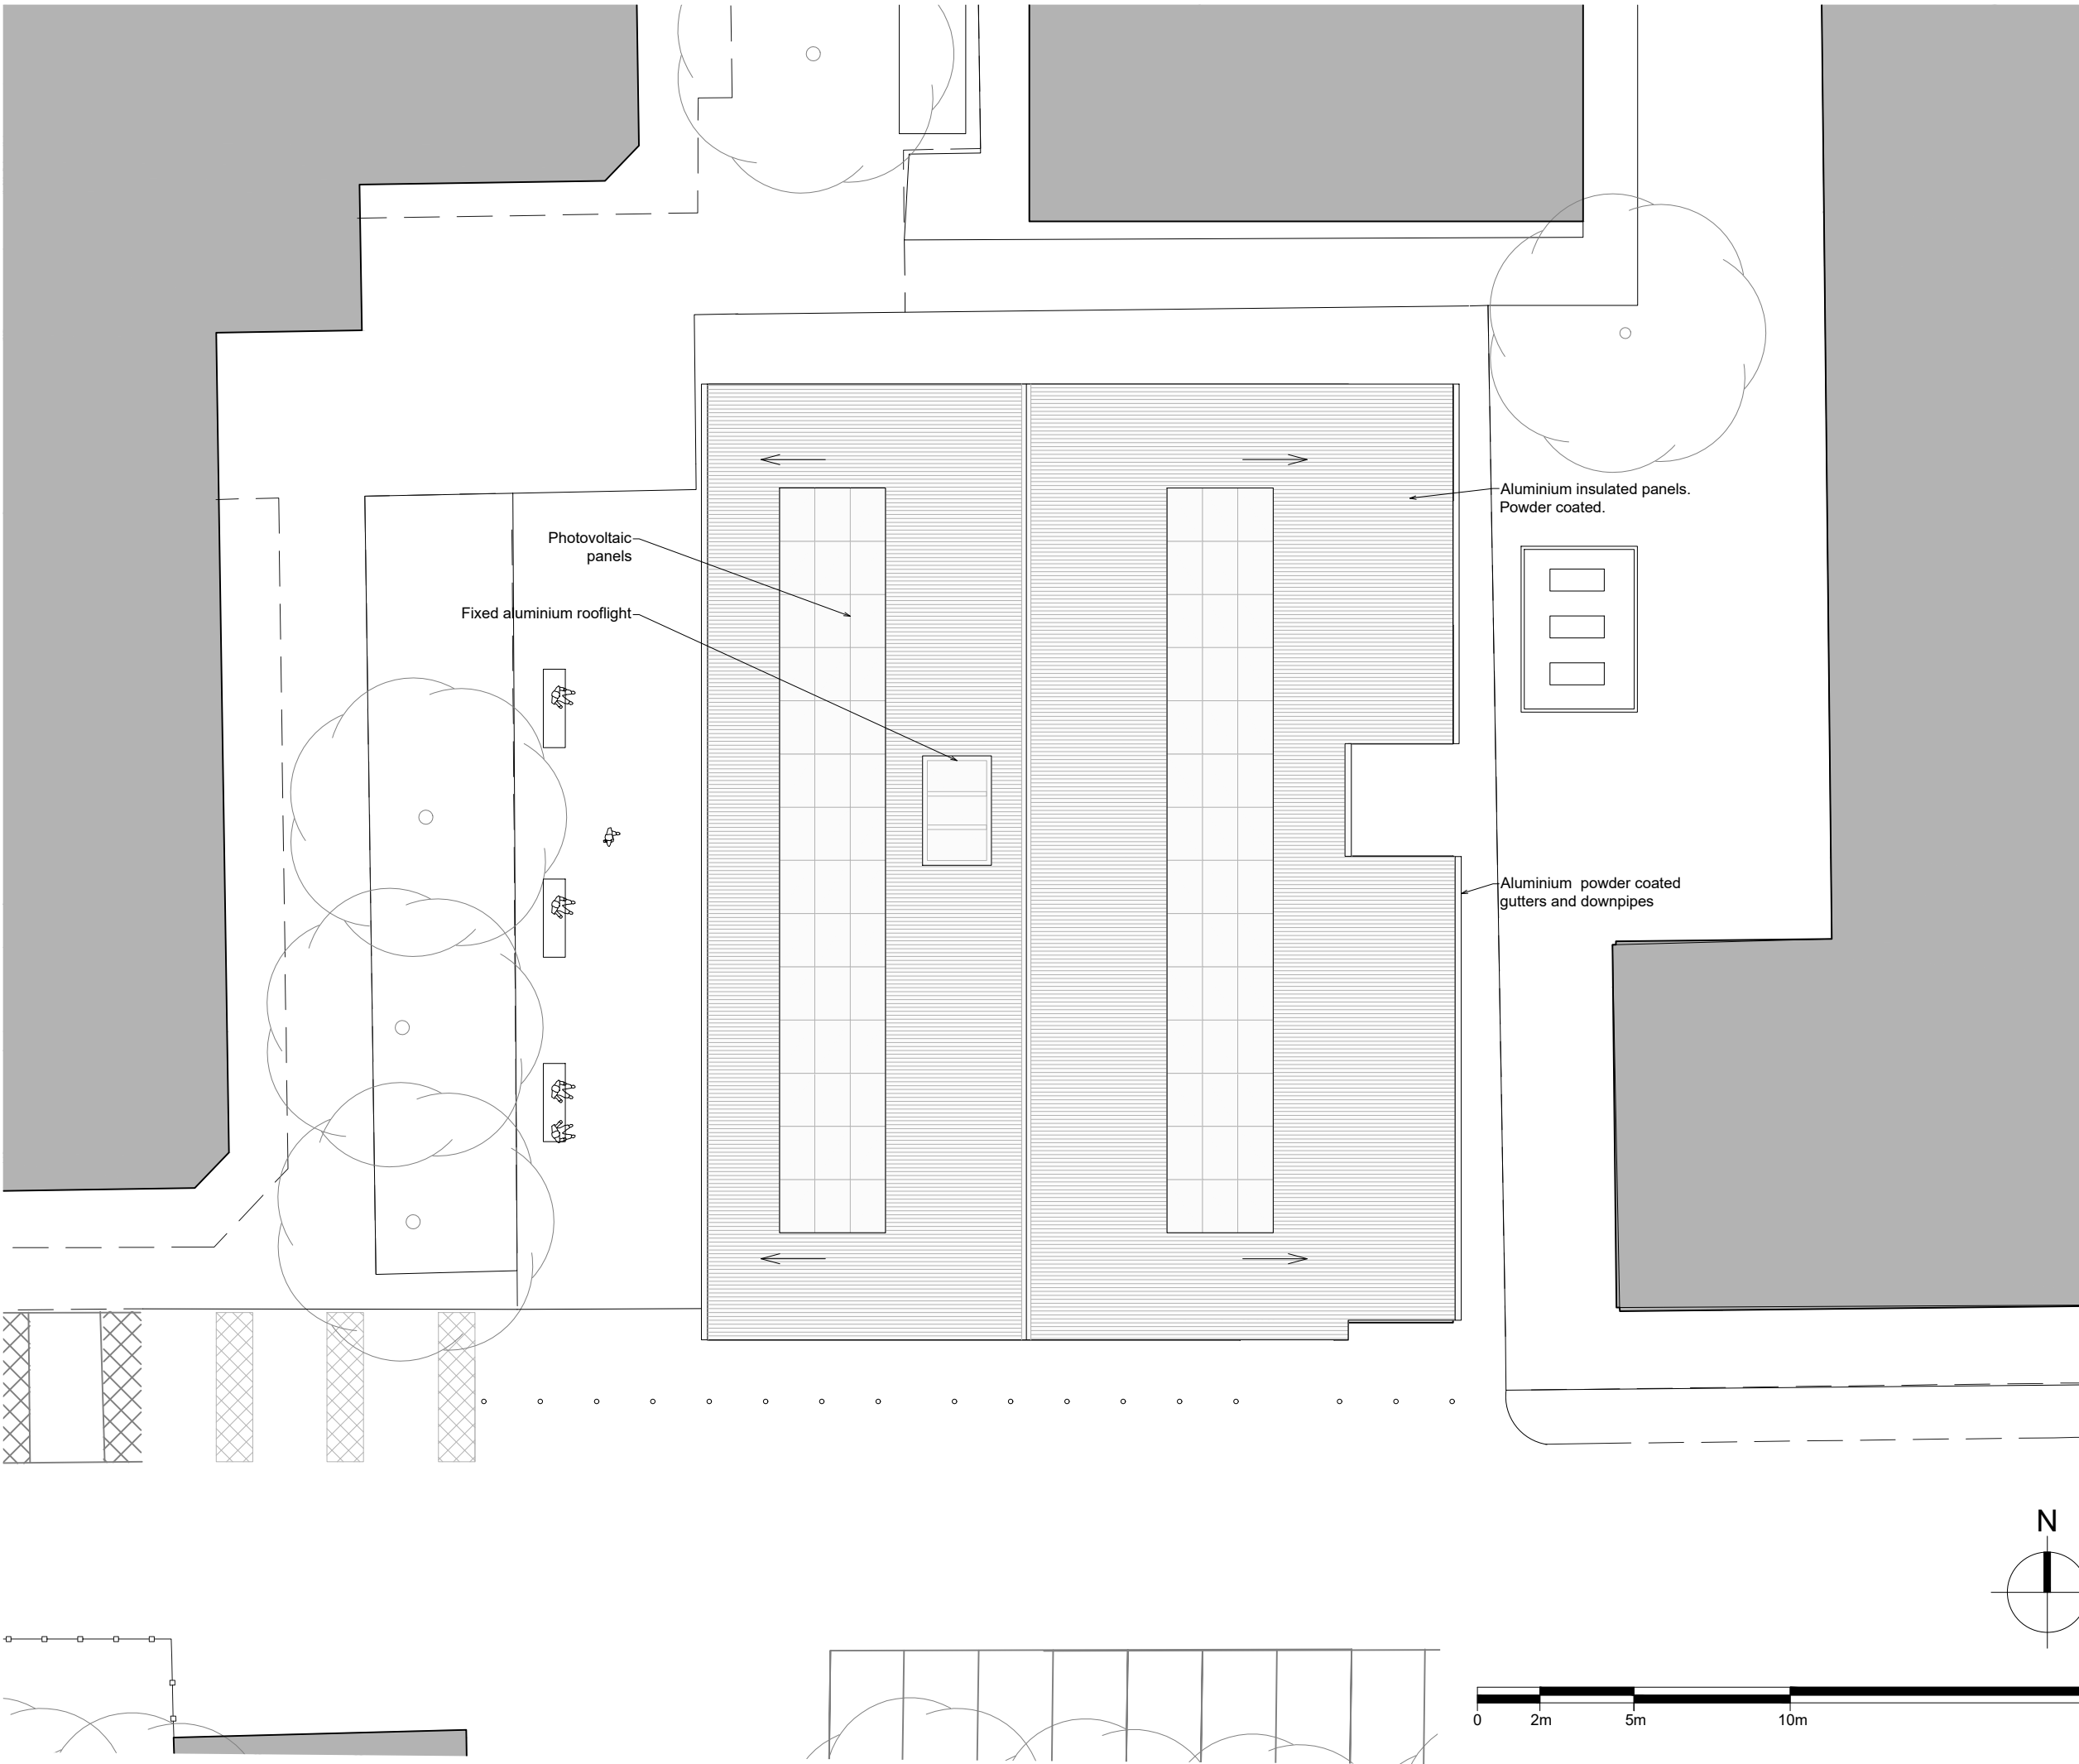 Aluminium insulated panels.
Powder coated.
Photovoltaic
panels
Fixed aluminium rooflight
Aluminium  powder coated
gutters and downpipes
N
0 2m 5m 10m